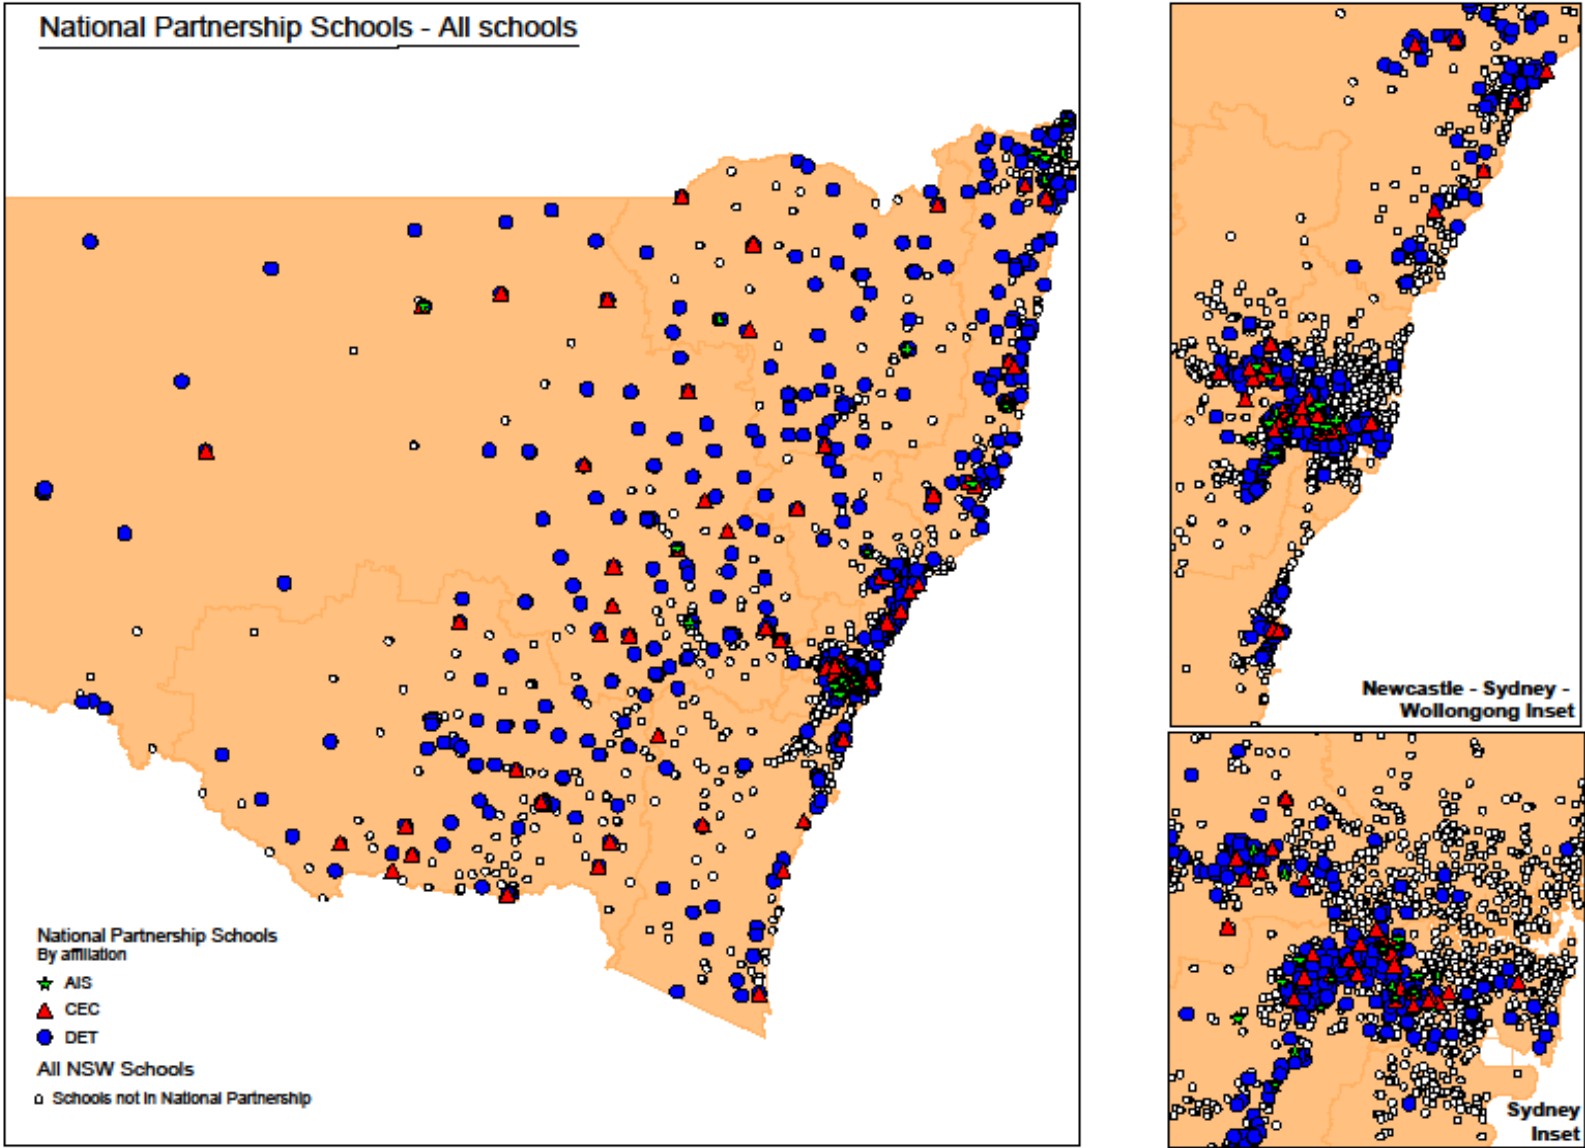 National Partnership Schools - All schools
National Partnership Schools
By affiliation
AIS
CEC
DET
All NSW Schools
Schools not in National Partnership
Newcastle - Sydney -
Wollongong Inset
Sydney
Inset